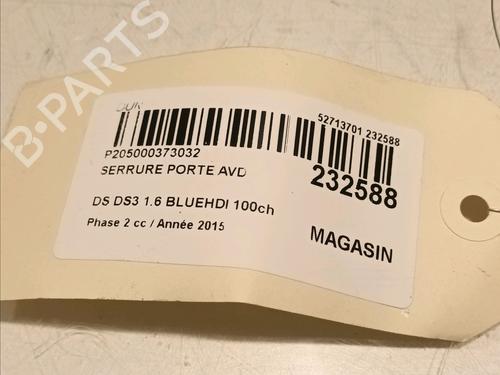 B-PARTS
52713701 232588
P205000373032
SERRURE PORTE AVD
232588
DS DS3 1.6 BLUEHDI 100ch
Phase 2 cc / Année 2015
MAGASIN